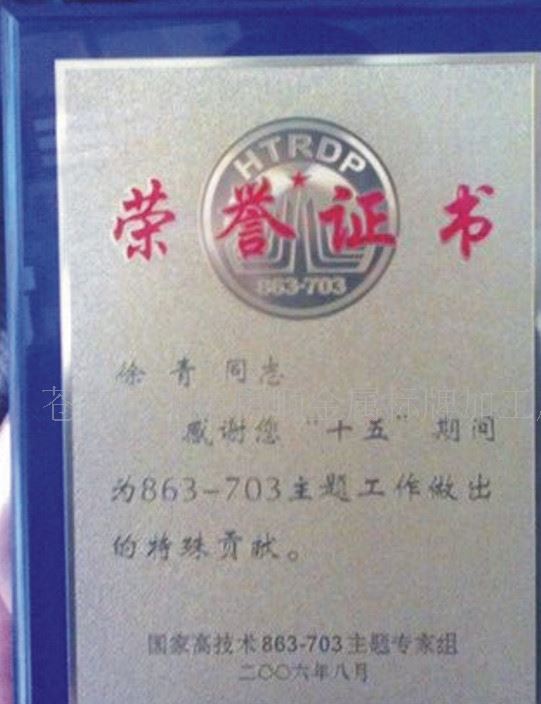 HTRDP
荣誉证书
863-703
徐青同志
感谢您“十五”期间
为863-703主题工作做出
的特殊贡献。
国家高技术863-703主题专家组
二〇〇六年八月